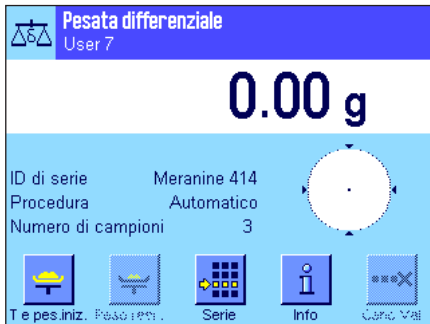 Pesata differenziale
User 7
0.00 g
ID di serie Meranine 414
Procedura Automatico
Numero di campioni 3
T e pes.iniz. Serie Info